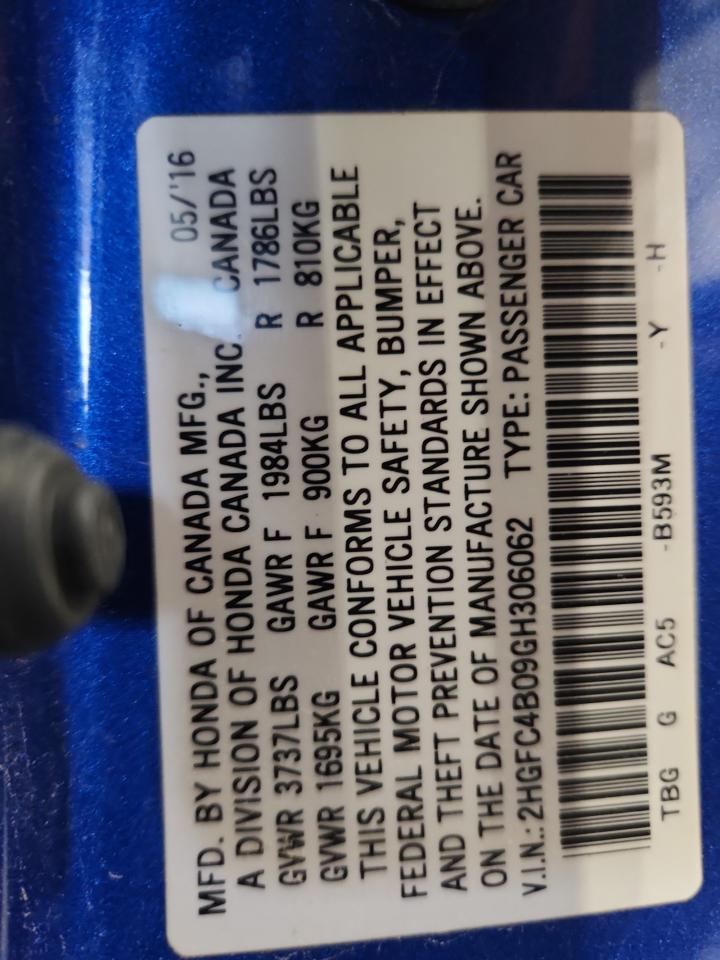 MFD. BY HONDA OF CANADA MFG., 05/'16
A DIVISION OF HONDA CANADA INC. CANADA
GVWR 3737LBS GAWR F 1984LBS R 1786LBS
GVWR 1695KG GAWR F 900KG R 810KG
THIS VEHICLE CONFORMS TO ALL APPLICABLE
FEDERAL MOTOR VEHICLE SAFETY, BUMPER,
AND THEFT PREVENTION STANDARDS IN EFFECT
ON THE DATE OF MANUFACTURE SHOWN ABOVE.
V.I.N.: 2HGFC4B09GH306062 TYPE: PASSENGER CAR
TBG G AC5 -B593M -Y -H